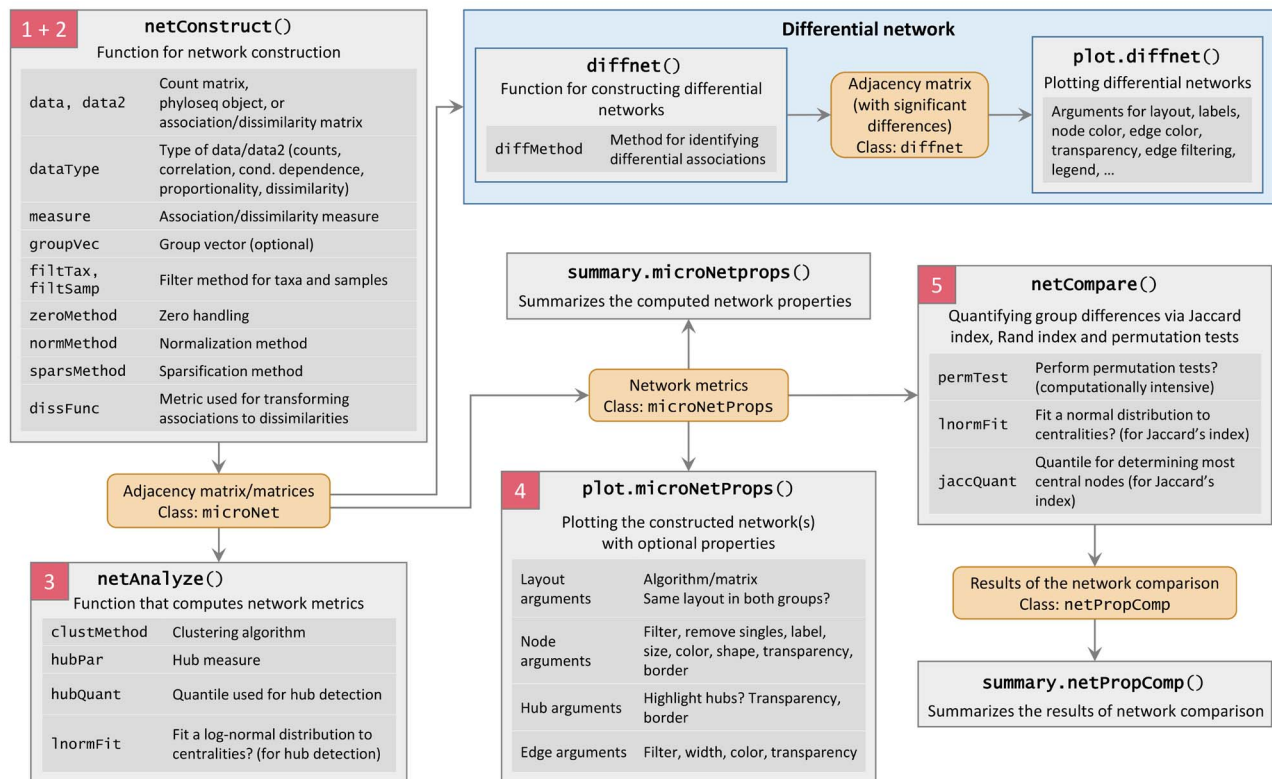 1 + 2
netConstruct()
Function for network construction
data, data2
Count matrix,
phyloseq object, or
association/dissimilarity matrix
dataType
Type of data/data2 (counts,
correlation, cond. dependence,
proportionality, dissimilarity)
measure
Association/dissimilarity measure
groupVec
Group vector (optional)
filtTax,
filtSamp
Filter method for taxa and samples
zeroMethod
Zero handling
normMethod
Normalization method
sparsMethod
Sparsification method
dissFunc
Metric used for transforming
associations to dissimilarities
Adjacency matrix/matrices
Class: microNet
3
netAnalyze()
Function that computes network metrics
clustMethod
Clustering algorithm
hubPar
Hub measure
hubQuant
Quantile used for hub detection
lnormFit
Fit a log-normal distribution to
centralities? (for hub detection)
Differential network
diffnet()
Function for constructing differential
networks
diffMethod
Method for identifying
differential associations
Adjacency matrix
(with significant
differences)
Class: diffnet
plot.diffnet()
Plotting differential networks
Arguments for layout, labels,
node color, edge color,
transparency, edge filtering,
legend, …
summary.microNetprops()
Summarizes the computed network properties
Network metrics
Class: microNetProps
4
plot.microNetProps()
Plotting the constructed network(s)
with optional properties
Layout
arguments
Algorithm/matrix
Same layout in both groups?
Node
arguments
Filter, remove singles, label,
size, color, shape, transparency,
border
Hub arguments
Highlight hubs? Transparency,
border
Edge arguments
Filter, width, color, transparency
5
netCompare()
Quantifying group differences via Jaccard
index, Rand index and permutation tests
permTest
Perform permutation tests?
(computationally intensive)
lnormFit
Fit a normal distribution to
centralities? (for Jaccard's index)
jaccQuant
Quantile for determining most
central nodes (for Jaccard's
index)
Results of the network comparison
Class: netPropComp
summary.netPropComp()
Summarizes the results of network comparison